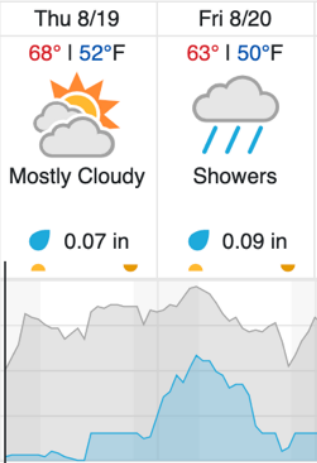 Thu 8/19 Fri 8/20
68° | 52°F 63° | 50°F
Mostly Cloudy Showers
0.07 in 0.09 in